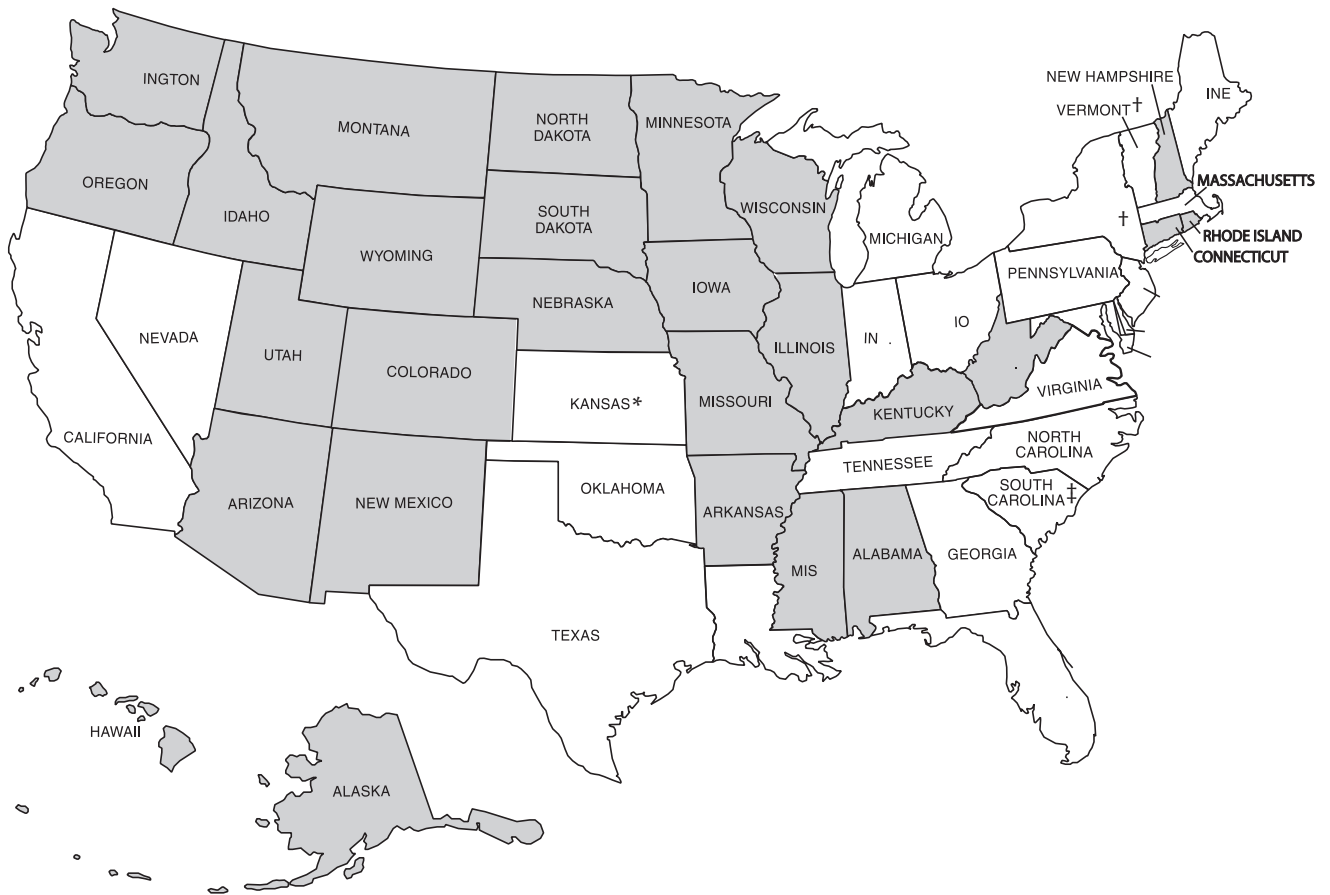 NEW HAMPSHIRE
VERMONT†
INE
INGTON
MONTANA
NORTH
DAKOTA
MINNESOTA
OREGON
IDAHO
SOUTH
DAKOTA
WISCONSIN
MICHIGAN
†
MASSACHUSETTS
RHODE ISLAND
CONNECTICUT
WYOMING
IOWA
PENNSYLVANIA
NEBRASKA
NEVADA
UTAH
COLORADO
ILLINOIS
IN
IO
KANSAS*
MISSOURI
KENTUCKY
VIRGINIA
CALIFORNIA
TENNESSEE
NORTH
CAROLINA
ARIZONA
NEW MEXICO
OKLAHOMA
ARKANSAS
SOUTH
CAROLINA‡
MIS
ALABAMA
GEORGIA
TEXAS
HAWAII
ALASKA